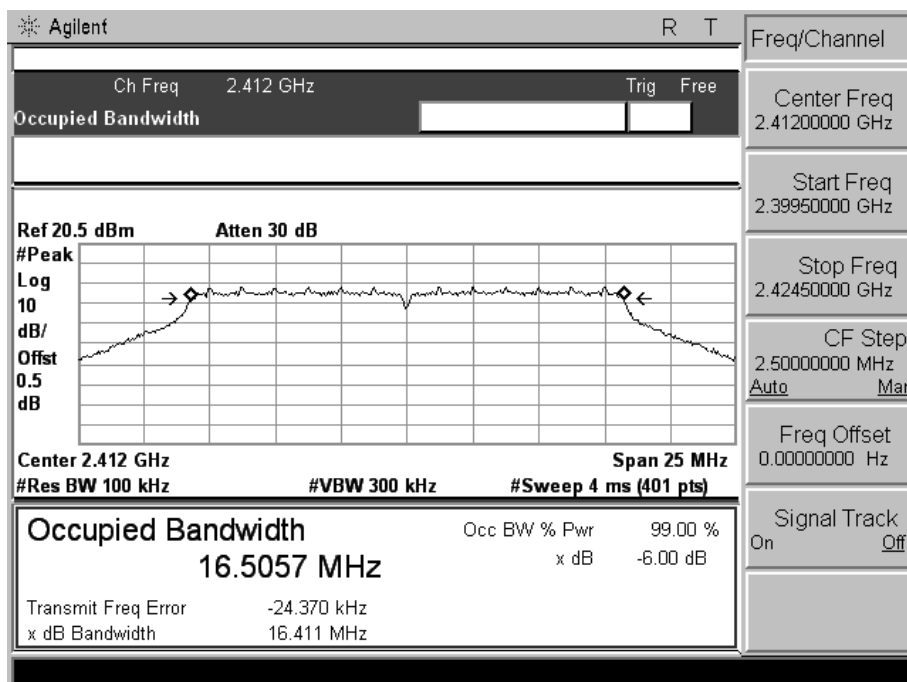 Agilent R T
Freq/Channel
Ch Freq 2.412 GHz Trig Free
Occupied Bandwidth
Center Freq
2.41200000 GHz
Start Freq
2.39950000 GHz
Stop Freq
2.42450000 GHz
CF Step
2.50000000 MHz
Auto Man
Freq Offset
0.00000000 Hz
Signal Track
On Off
Ref 20.5 dBm Atten 30 dB
#Peak
Log
10
dB/
Offst
0.5
dB
Center 2.412 GHz Span 25 MHz
#Res BW 100 kHz #VBW 300 kHz #Sweep 4 ms (401 pts)
Occupied Bandwidth Occ BW % Pwr 99.00 %
16.5057 MHz x dB -6.00 dB
Transmit Freq Error -24.370 kHz
x dB Bandwidth 16.411 MHz